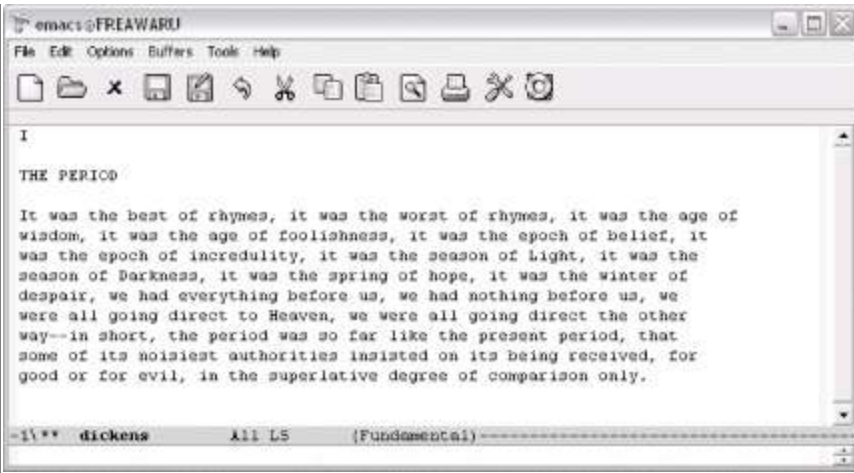 emacs@FREAWARU
File Edit Options Buffers Tools Help
I
THE PERIOD
It was the best of rhymes, it was the worst of rhymes, it was the age of
wisdom, it was the age of foolishness, it was the epoch of belief, it
was the epoch of incredulity, it was the season of Light, it was the
season of Darkness, it was the spring of hope, it was the winter of
despair, we had everything before us, we had nothing before us, we
were all going direct to Heaven, we were all going direct the other
way--in short, the period was so far like the present period, that
some of its noisiest authorities insisted on its being received, for
good or for evil, in the superlative degree of comparison only.
-1\** dickens All L5 (Fundamental)